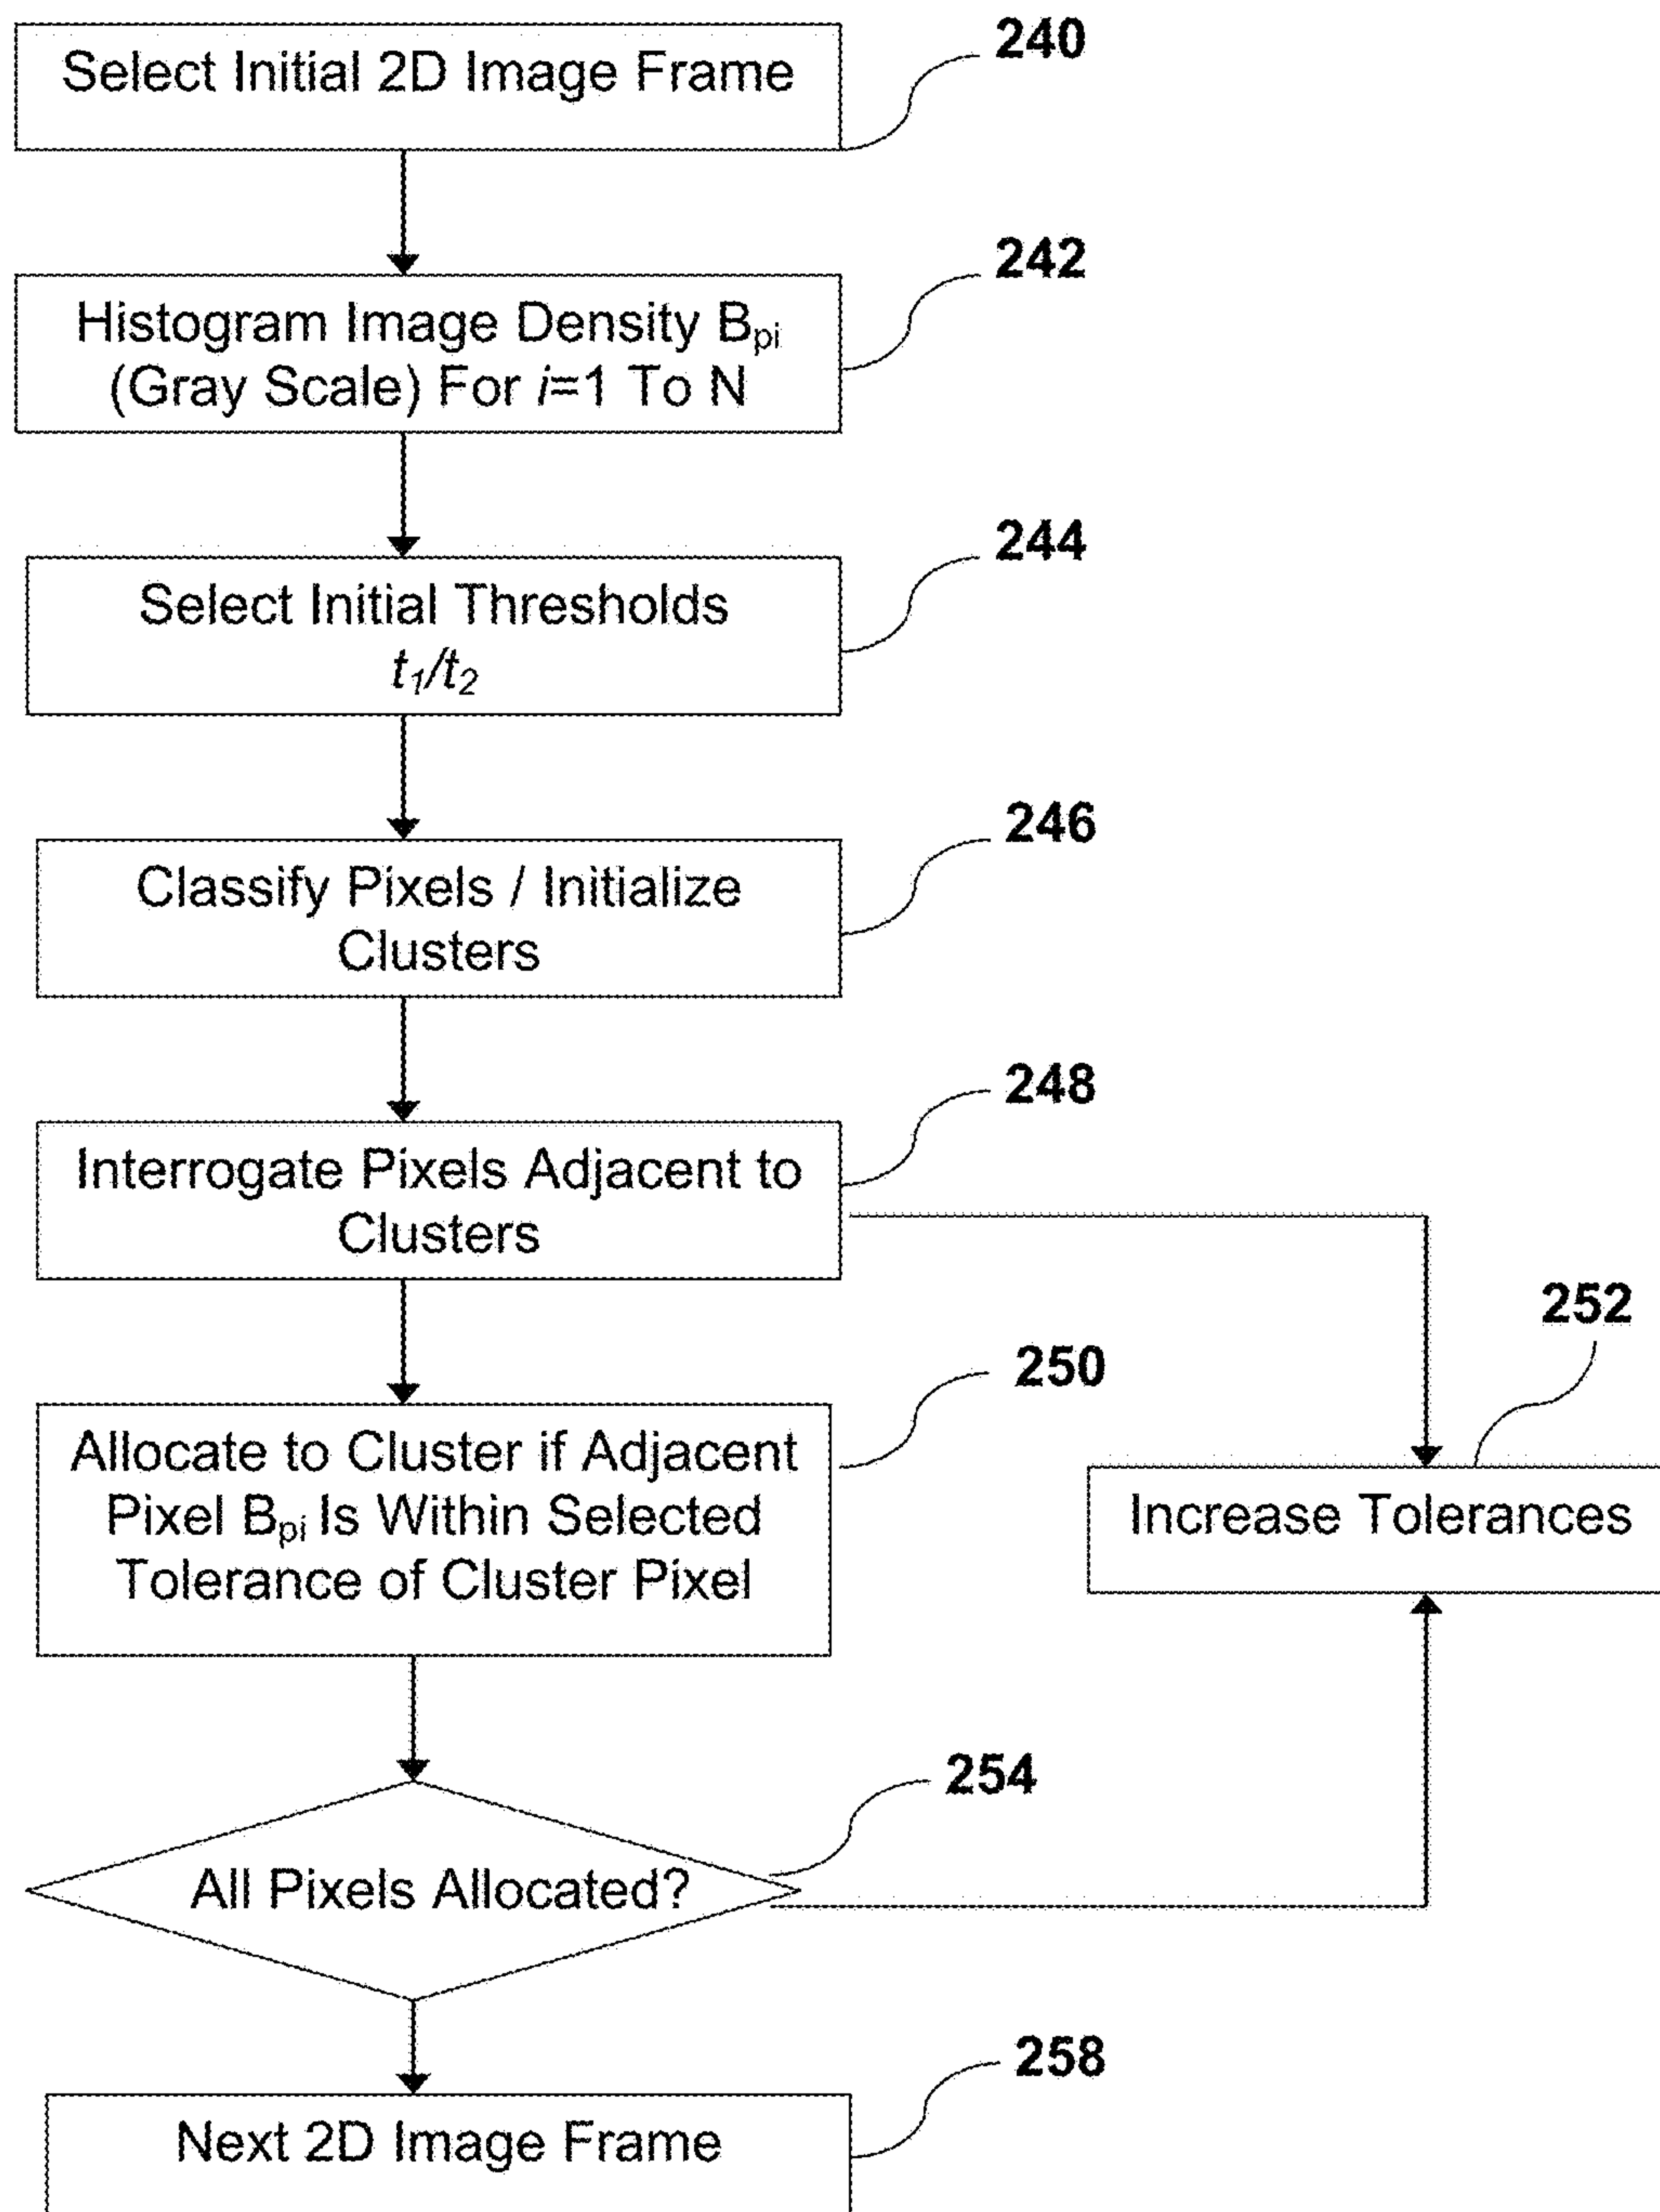 240
Select Initial 2D Image Frame
242
Histogram Image Density Bpi
(Gray Scale) For i=1 To N
244
Select Initial Thresholds
t1/t2
246
Classify Pixels / Initialize
Clusters
248
Interrogate Pixels Adjacent to
Clusters
252
250
Allocate to Cluster if Adjacent
Pixel Bpi Is Within Selected
Tolerance of Cluster Pixel
Increase Tolerances
254
All Pixels Allocated?
258
Next 2D Image Frame